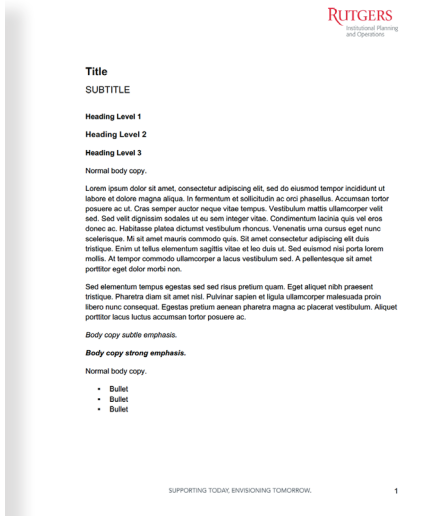 RUTGERS
Institutional Planning
and Operations
Title
SUBTITLE
Heading Level 1
Heading Level 2
Heading Level 3
Normal body copy.
Lorem ipsum dolor sit amet, consectetur adipiscing elit, sed do eiusmod tempor incididunt ut
labore et dolore magna aliqua. In fermentum et sollicitudin ac orci phasellus. Accumsan tortor
posuere ac ut. Cras semper auctor neque vitae tempus. Vestibulum mattis ullamcorper velit
sed. Sed velit dignissim sodales ut eu sem integer vitae. Condimentum lacinia quis vel eros
donec ac. Habitasse platea dictumst vestibulum rhoncus. Venenatis urna cursus eget nunc
scelerisque. Mi sit amet mauris commodo quis. Sit amet consectetur adipiscing elit duis
tristique. Enim ut tellus elementum sagittis vitae et leo duis ut. Sed euismod nisi porta lorem
mollis. At tempor commodo ullamcorper a lacus vestibulum sed. A pellentesque sit amet
porttitor eget dolor morbi non.
Sed elementum tempus egestas sed sed risus pretium quam. Eget aliquet nibh praesent
tristique. Pharetra diam sit amet nisl. Pulvinar sapien et ligula ullamcorper malesuada proin
libero nunc consequat. Egestas pretium aenean pharetra magna ac placerat vestibulum. Aliquet
porttitor lacus luctus accumsan tortor posuere ac.
Body copy subtle emphasis.
Body copy strong emphasis.
Normal body copy.
▪ Bullet
▪ Bullet
▪ Bullet
SUPPORTING TODAY, ENVISIONING TOMORROW. 1